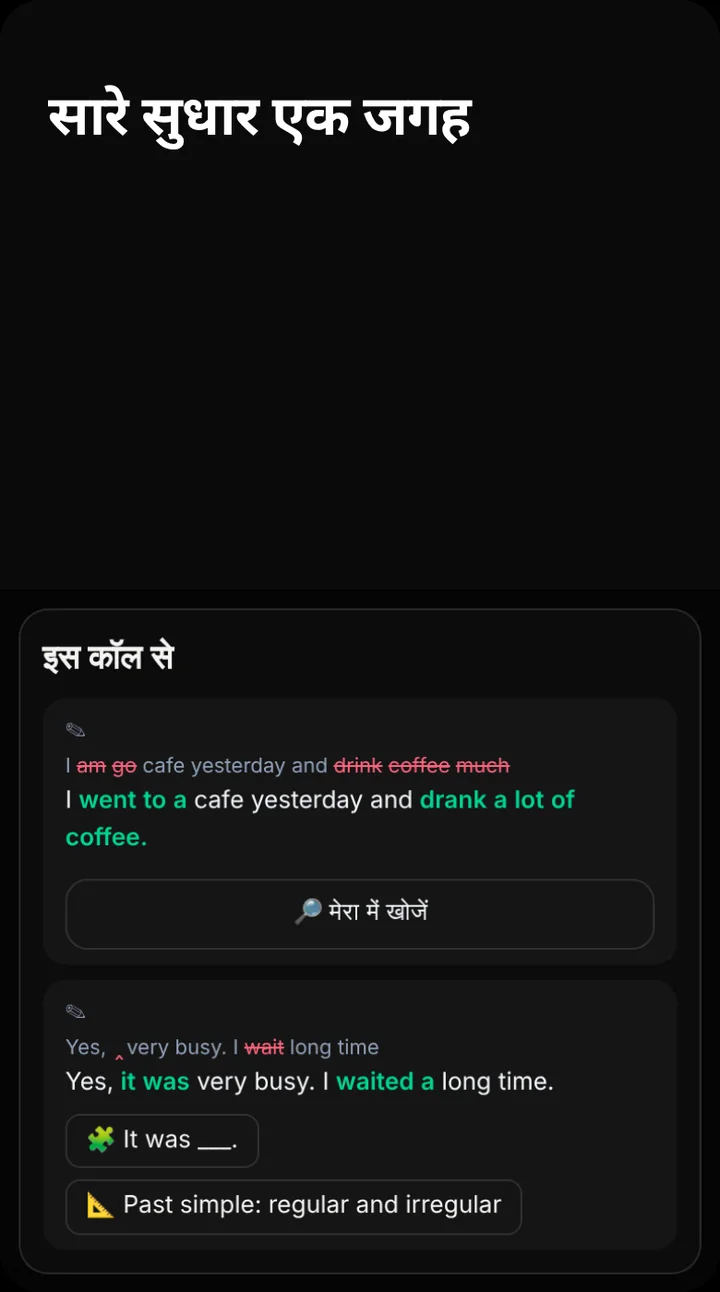 सारे सुधार एक जगह
इस कॉल से
✎
I am go cafe yesterday and drink coffee much
I went to a cafe yesterday and drank a lot of
coffee.
🔎 मेरा में खोजें
✎
Yes, ‸very busy. I wait long time
Yes, it was very busy. I waited a long time.
🧩 It was ___.
📐 Past simple: regular and irregular